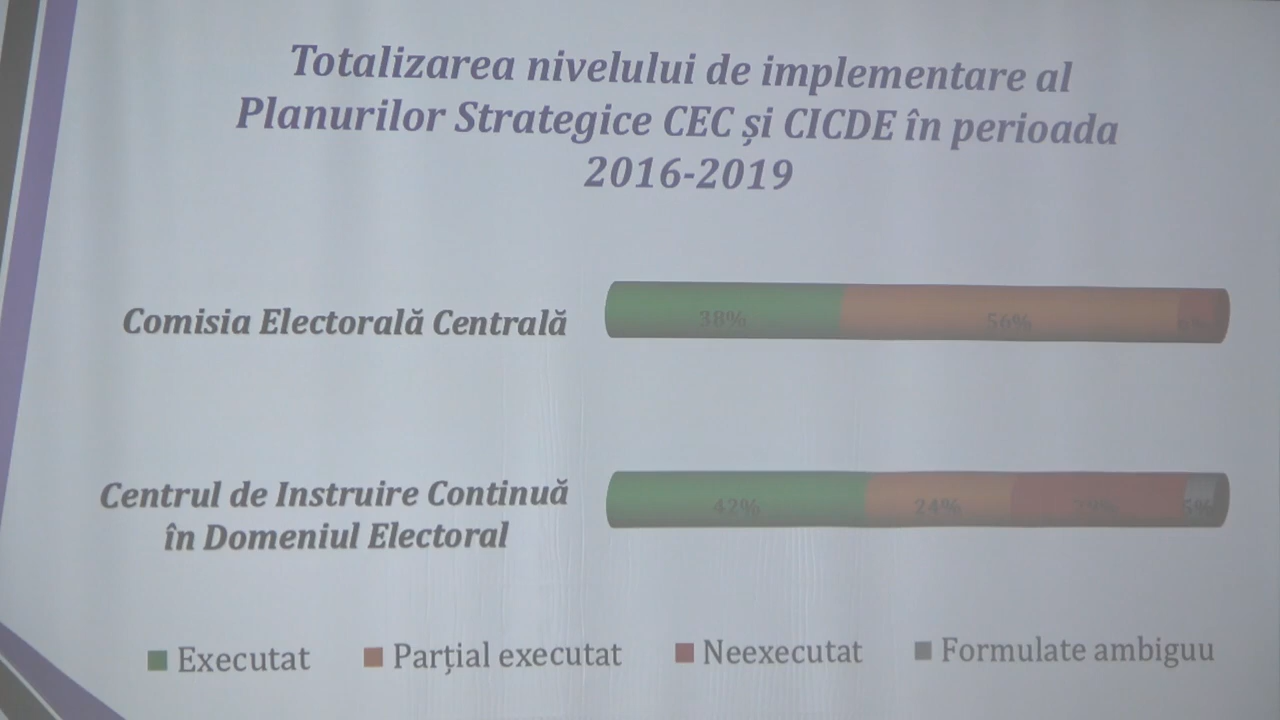 Totalizarea nivelului de implementare al
Planurilor Strategice CEC și CICDE în perioada
2016-2019
Comisia Electorală Centrală
38% 56%
Centrul de Instruire Continuă
în Domeniul Electoral
42% 24% 29% 5%
Executat Parțial executat Neexecutat Formulate ambiguu